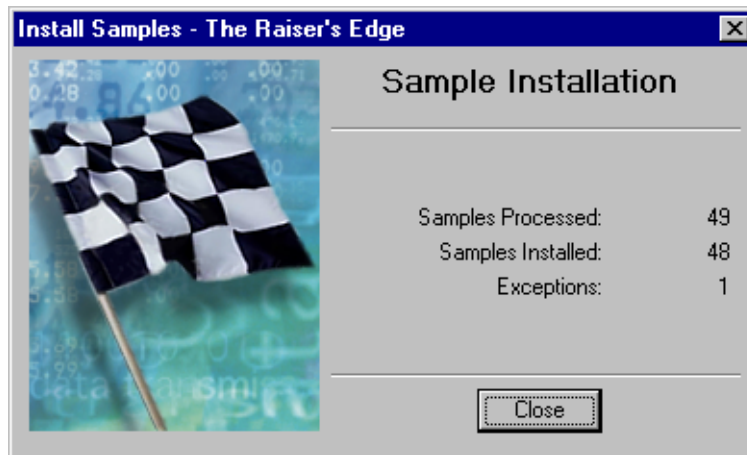 Install Samples - The Raiser's Edge
Sample Installation
Samples Processed: 49
Samples Installed: 48
Exceptions: 1
Close